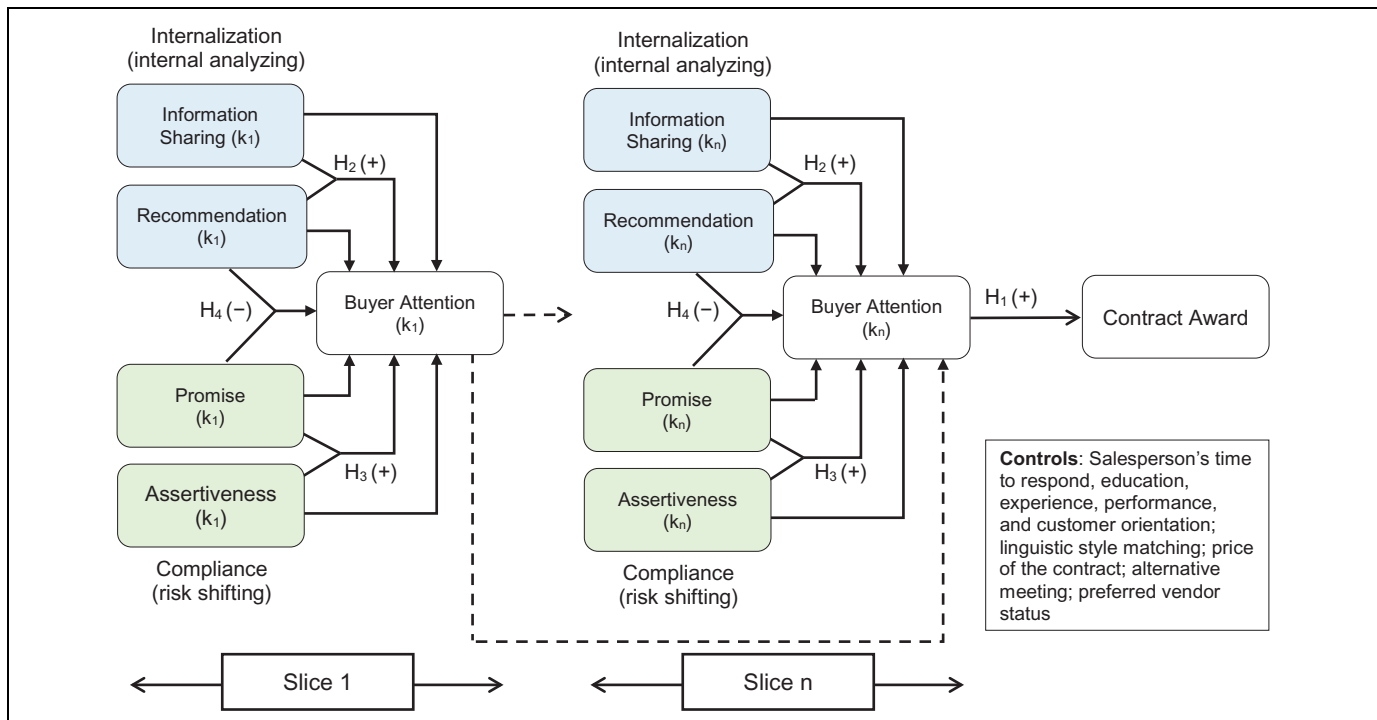 Internalization
(internal analyzing)
Information
Sharing (k₁)
H₂ (+)
Recommendation
(k₁)
H₄ (−)
Buyer Attention
(k₁)
Promise
(k₁)
H₃ (+)
Assertiveness
(k₁)
Compliance
(risk shifting)
Slice 1
Internalization
(internal analyzing)
Information
Sharing (kₙ)
H₂ (+)
Recommendation
(kₙ)
H₄ (−)
Buyer Attention
(kₙ)
Promise
(kₙ)
H₃ (+)
Assertiveness
(kₙ)
Compliance
(risk shifting)
Slice n
H₁ (+)
Contract Award
Controls: Salesperson's time
to respond, education,
experience, performance,
and customer orientation;
linguistic style matching; price
of the contract; alternative
meeting; preferred vendor
status